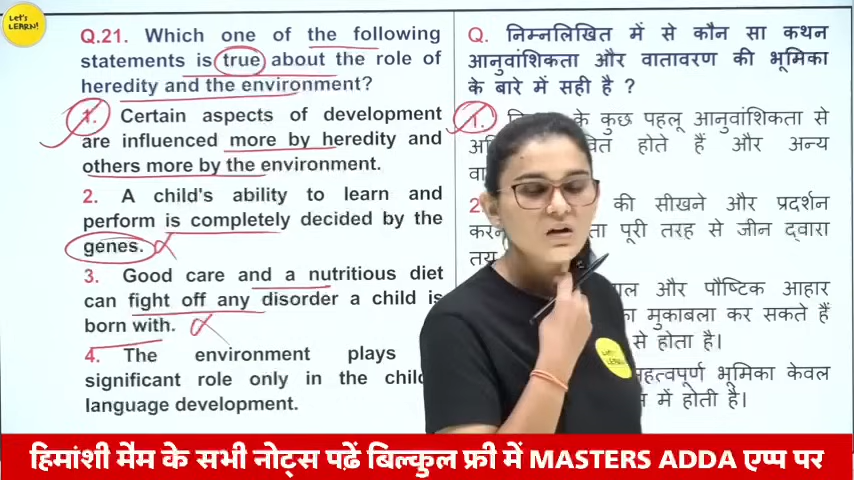 Let's
LEARN!
Q.21. Which one of the following
statements is true about the role of
heredity and the environment?
1. Certain aspects of development
are influenced more by heredity and
others more by the environment.
2. A child's ability to learn and
perform is completely decided by the
genes.
3. Good care and a nutritious diet
can fight off any disorder a child is
born with.
4. The environment plays
significant role only in the
language development.
Q. निम्नलिखित में से कौन सा कथन
आनुवांशिकता और वातावरण की भूमिका
के बारे में सही है ?
1. के कुछ पहलू आनुवांशिकता से
होते हैं और अन्य
2. की सीखने और प्रदर्शन
पूरी तरह से जीन द्वारा
तय
और पौष्टिक आहार
मुकाबला कर सकते हैं
से होता है।
भूमिका केवल
में होती है।
Let's
LEARN!
हिमांशी मैम के सभी नोट्स पढ़ें बिल्कुल फ्री में MASTERS ADDA एप्प पर